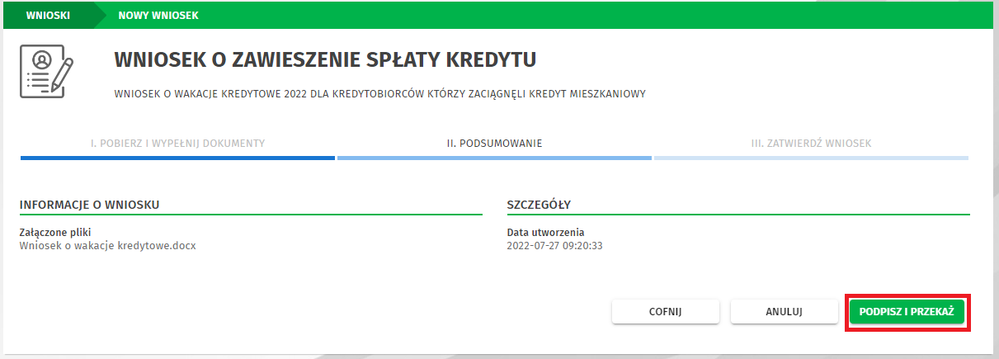 WNIOSKI NOWY WNIOSEK
WNIOSEK O ZAWIESZENIE SPŁATY KREDYTU
WNIOSEK O WAKACJE KREDYTOWE 2022 DLA KREDYTOBIORCÓW KTÓRZY ZACIĄGNĘLI KREDYT MIESZKANIOWY
I. POBIERZ I WYPEŁNIJ DOKUMENTY II. PODSUMOWANIE III. ZATWIERDŹ WNIOSEK
INFORMACJE O WNIOSKU
Załączone pliki
Wniosek o wakacje kredytowe.docx
SZCZEGÓŁY
Data utworzenia
2022-07-27 09:20:33
COFNIJ ANULUJ PODPISZ I PRZEKAŻ